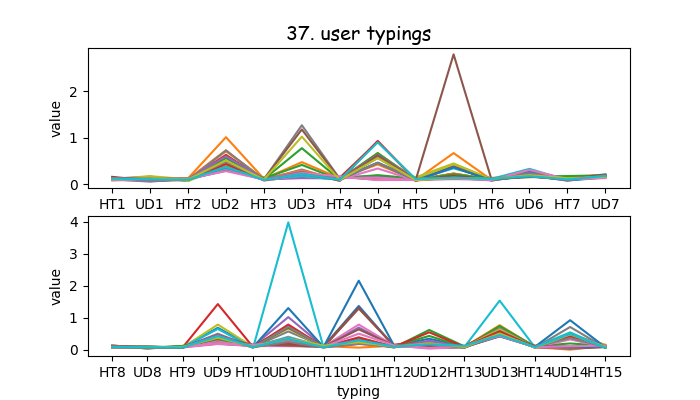 37. user typings
value
2
1
0
HT1 UD1 HT2 UD2 HT3 UD3 HT4 UD4 HT5 UD5 HT6 UD6 HT7 UD7
value
4
3
2
1
0
HT8 UD8 HT9 UD9 HT10 UD10 HT11 UD11 HT12 UD12 HT13 UD13 HT14 UD14 HT15
typing